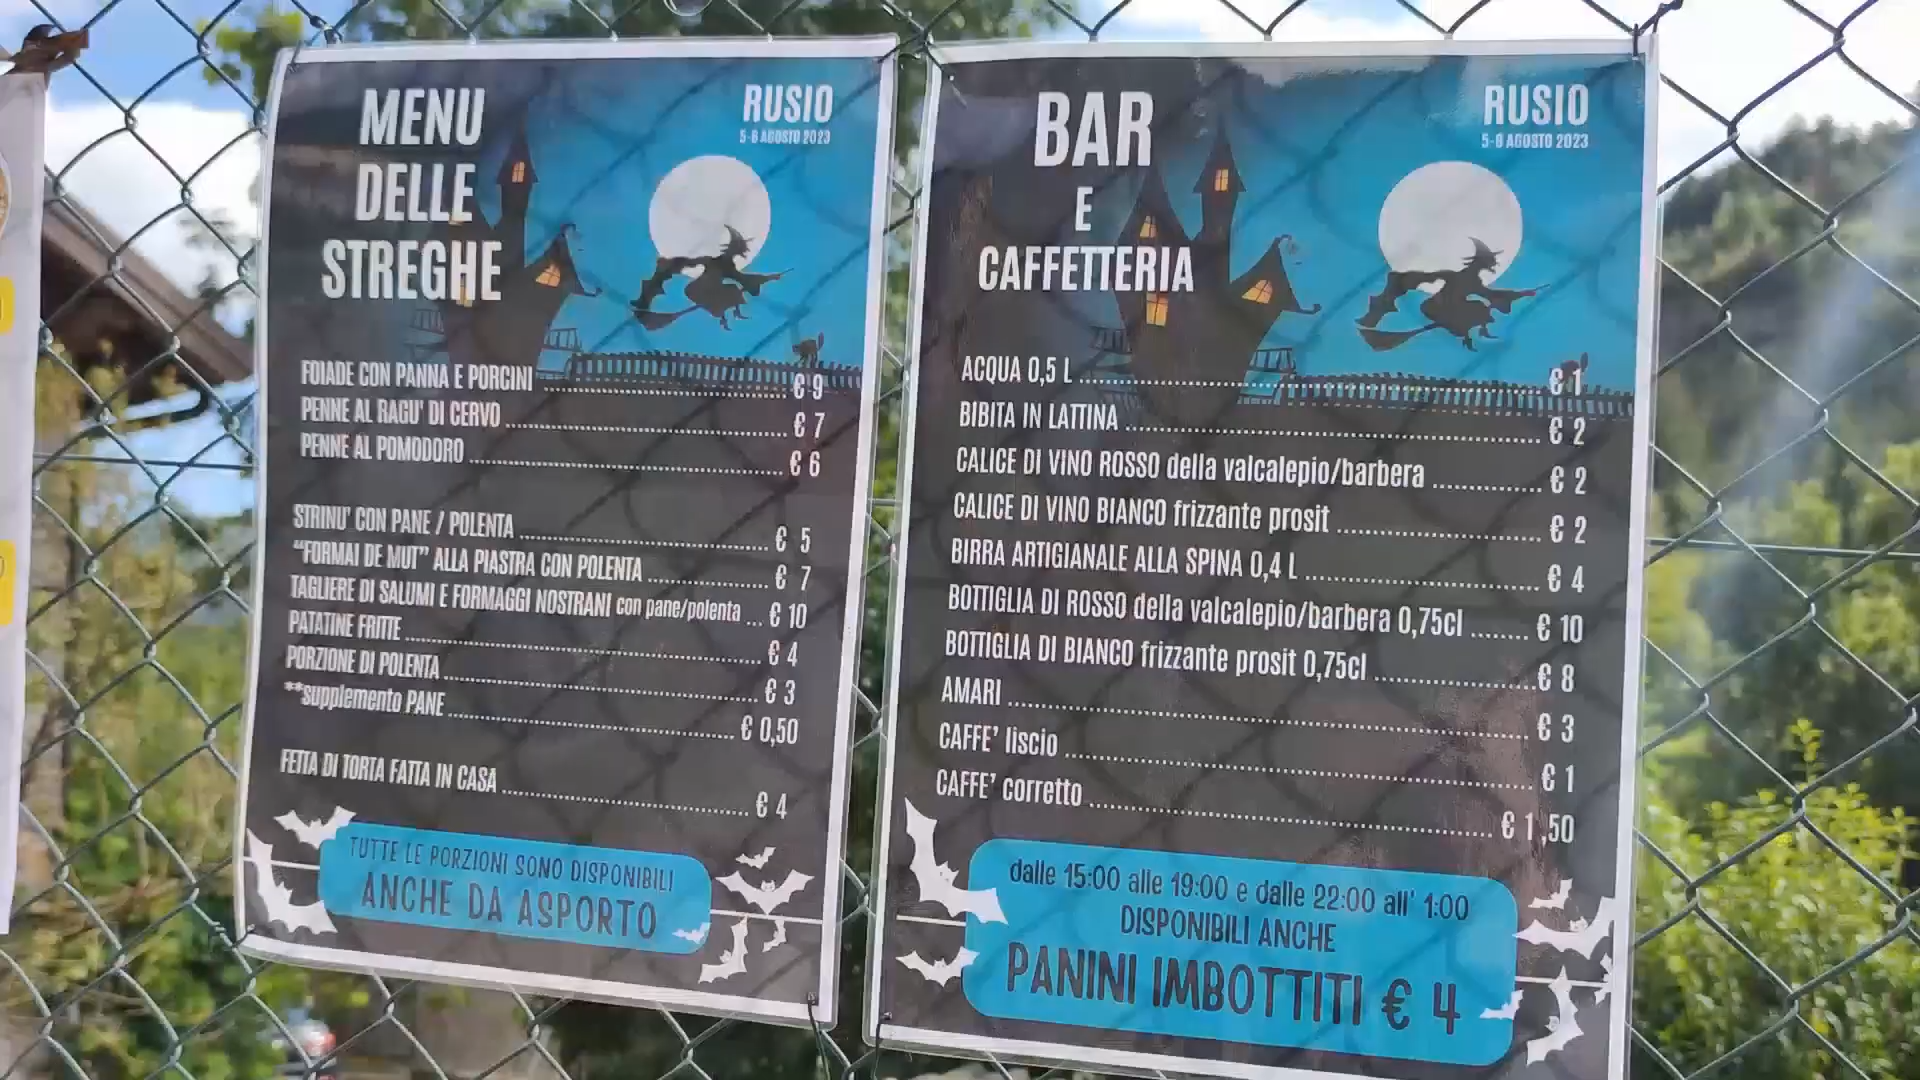 MENU
DELLE
STREGHE
RUSIO
5-6 AGOSTO 2023
FOIADE CON PANNA E PORCINI € 9
PENNE AL RAGU' DI CERVO € 7
PENNE AL POMODORO € 6
STRINU' CON PANE / POLENTA € 5
"FORMAI DE MUT" ALLA PIASTRA CON POLENTA € 7
TAGLIERE DI SALUMI E FORMAGGI NOSTRANI con pane/polenta ... € 10
PATATINE FRITTE € 4
PORZIONE DI POLENTA € 3
**supplemento PANE € 0,50
FETTA DI TORTA FATTA IN CASA € 4
TUTTE LE PORZIONI SONO DISPONIBILI
ANCHE DA ASPORTO
BAR
E
CAFFETTERIA
RUSIO
5-6 AGOSTO 2023
ACQUA 0,5 L € 1
BIBITA IN LATTINA € 2
CALICE DI VINO ROSSO della valcalepio/barbera € 2
CALICE DI VINO BIANCO frizzante prosit € 2
BIRRA ARTIGIANALE ALLA SPINA 0,4 L € 4
BOTTIGLIA DI ROSSO della valcalepio/barbera 0,75cl € 10
BOTTIGLIA DI BIANCO frizzante prosit 0,75cl € 8
AMARI € 3
CAFFE' liscio € 1
CAFFE' corretto € 1,50
dalle 15:00 alle 19:00 e dalle 22:00 all' 1:00
DISPONIBILI ANCHE
PANINI IMBOTTITI € 4